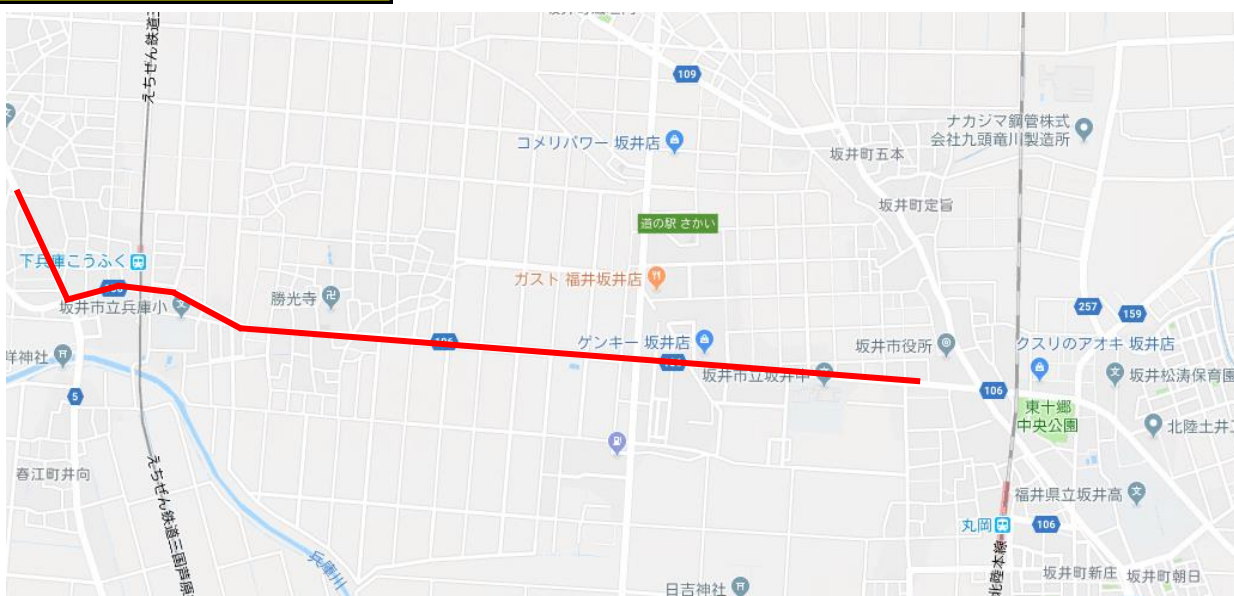 えちぜん鉄道三
109
コメリパワー 坂井店
ナカジマ鋼管株式
会社九頭竜川製造所
坂井町五本
坂井町定旨
道の駅 さかい
下兵庫こうふく
ガスト 福井坂井店
勝光寺
坂井市立兵庫小
257
159
106
ゲンキー 坂井店
坂井市役所
クスリのアオキ 坂井店
祥神社
坂井市立坂井中
坂井松涛保育園
5
106
東十郷
中央公園
北陸土井工
春江町井向
福井県立坂井高
えちぜん鉄道三国芦原
丸岡
106
兵庫川
北陸本線
坂井町新庄
坂井町朝日
日吉神社